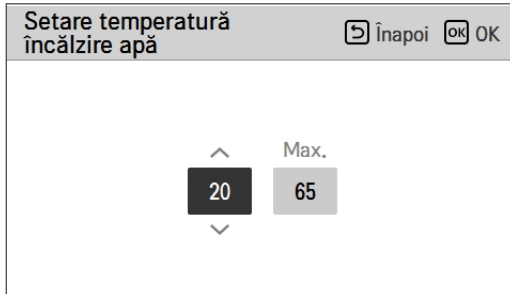 Setare temperatură
încălzire apă
Înapoi OK OK
Max.
20 65